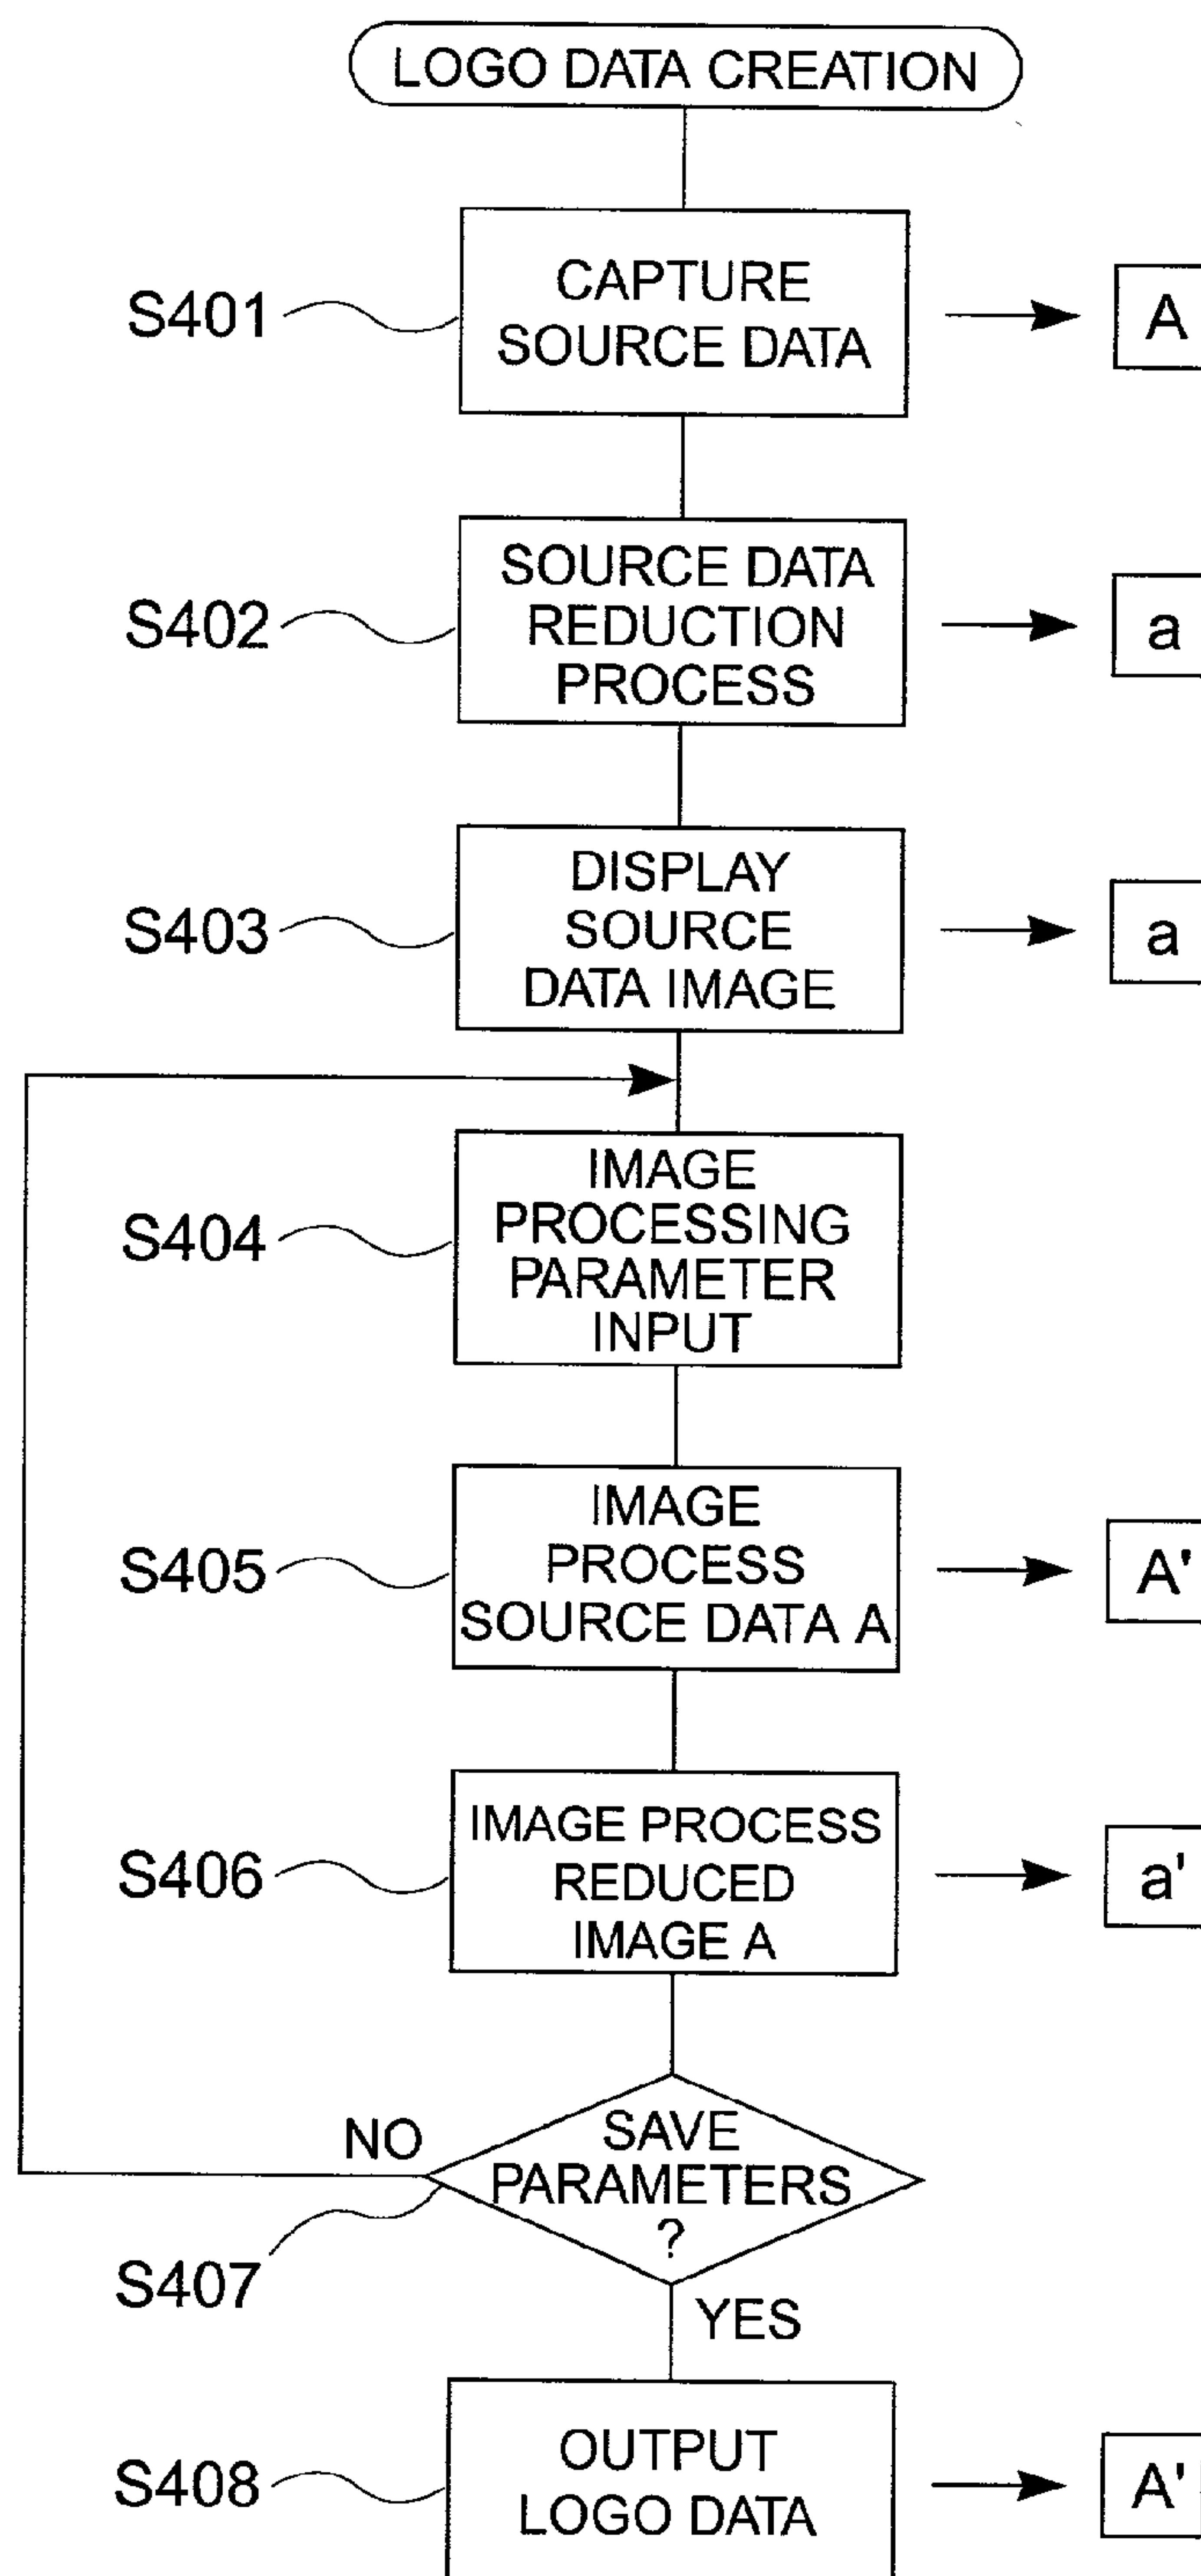 LOGO DATA CREATION
S401
CAPTURE
SOURCE DATA
A
S402
SOURCE DATA
REDUCTION
PROCESS
a
S403
DISPLAY
SOURCE
DATA IMAGE
a
S404
IMAGE
PROCESSING
PARAMETER
INPUT
S405
IMAGE
PROCESS
SOURCE DATA A
A'
S406
IMAGE PROCESS
REDUCED
IMAGE A
a'
NO
SAVE
PARAMETERS
?
S407
YES
S408
OUTPUT
LOGO DATA
A'